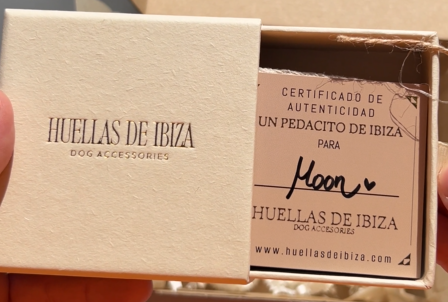 HUELLAS DE IBIZA
DOG ACCESSORIES
CERTIFICADO DE
AUTENTICIDAD
UN PEDACITO DE IBIZA
PARA
Moon
HUELLAS DE IBIZA
DOG ACCESORIES
www.huellasdeibiza.com